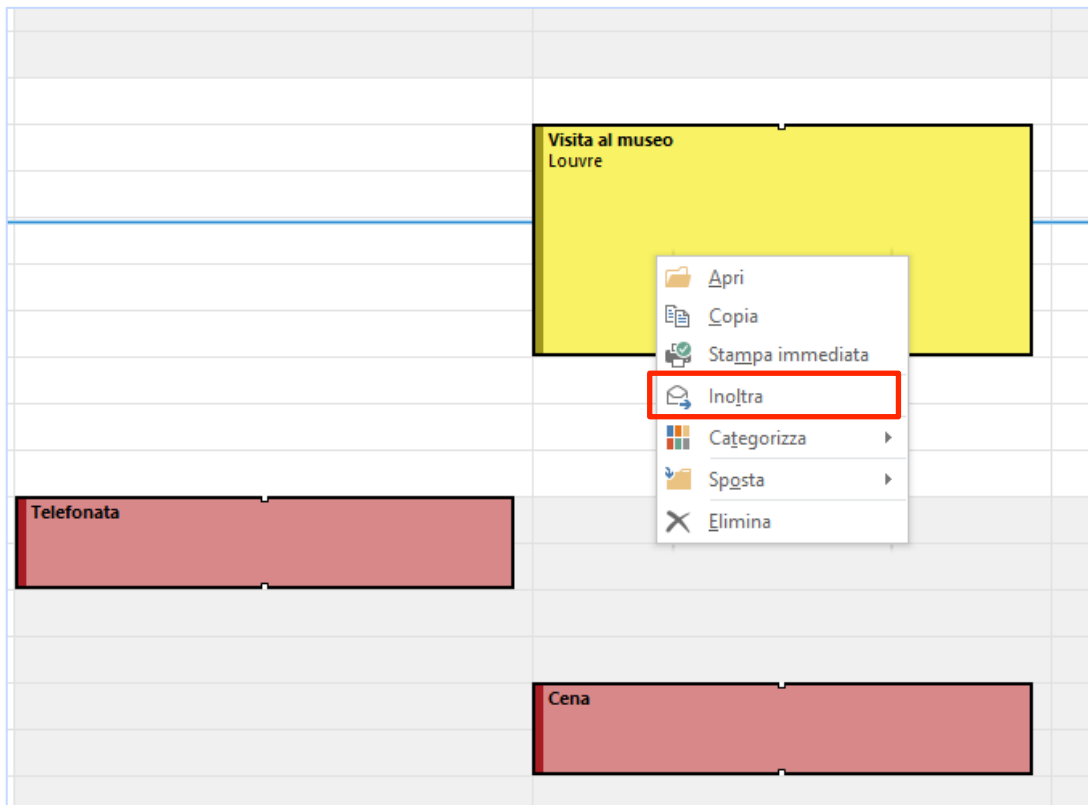 Visita al museo
Louvre
Apri
Copia
Stampa immediata
Inoltra
Categorizza
Sposta
Elimina
Telefonata
Cena